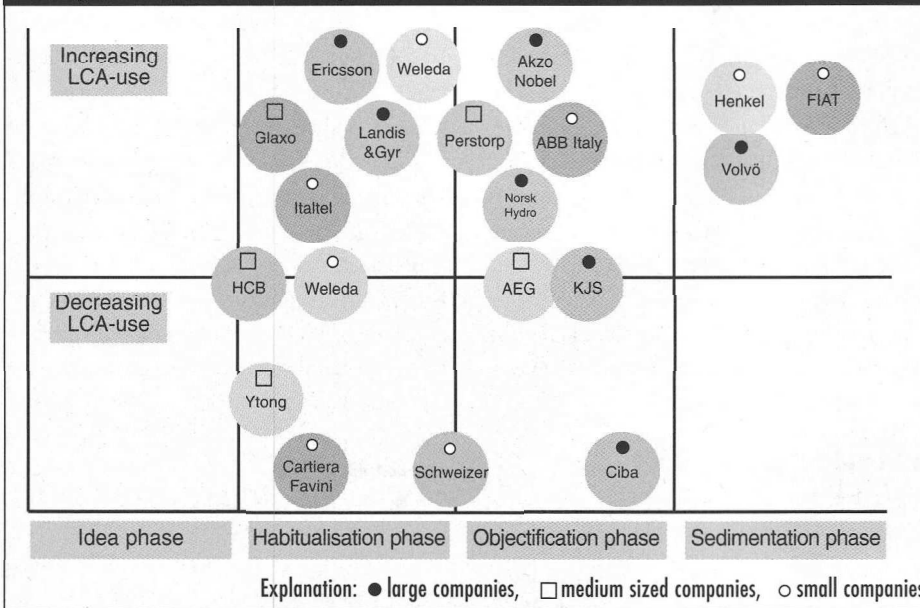 Increasing
LCA-use
Ericsson
Weleda
Akzo
Nobel
Henkel
FIAT
Glaxo
Landis
&Gyr
Perstorp
ABB Italy
Volvö
Italtel
Norsk
Hydro
HCB
Weleda
AEG
KJS
Decreasing
LCA-use
Ytong
Cartiera
Favini
Schweizer
Ciba
Idea phase
Habitualisation phase
Objectification phase
Sedimentation phase
Explanation: ● large companies, □ medium sized companies, ○ small companies